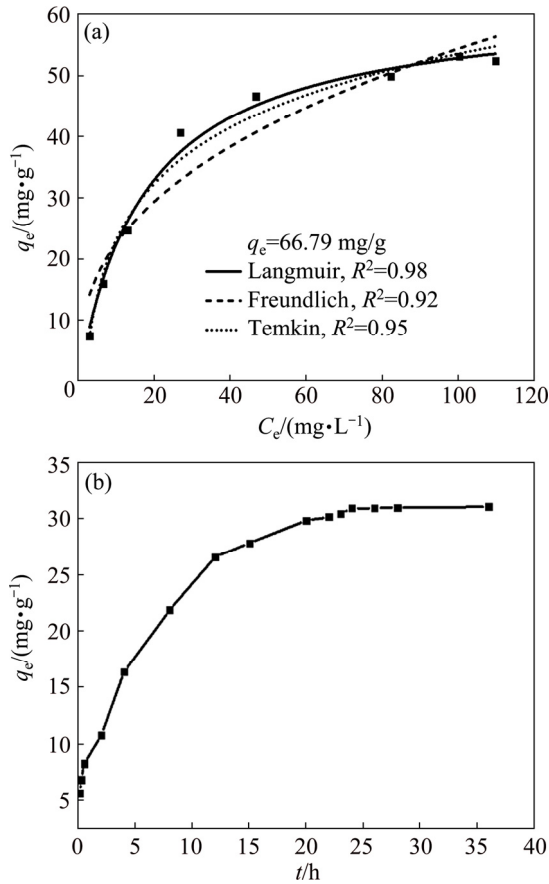 (a)
60
50
40
30
20
10
0
qe/(mg•g−1)
qe=66.79 mg/g
Langmuir, R2=0.98
Freundlich, R2=0.92
Temkin, R2=0.95
20 40 60 80 100 120
Ce/(mg•L−1)
(b)
35
30
25
20
15
10
5
qe/(mg•g−1)
0 5 10 15 20 25 30 35 40
t/h